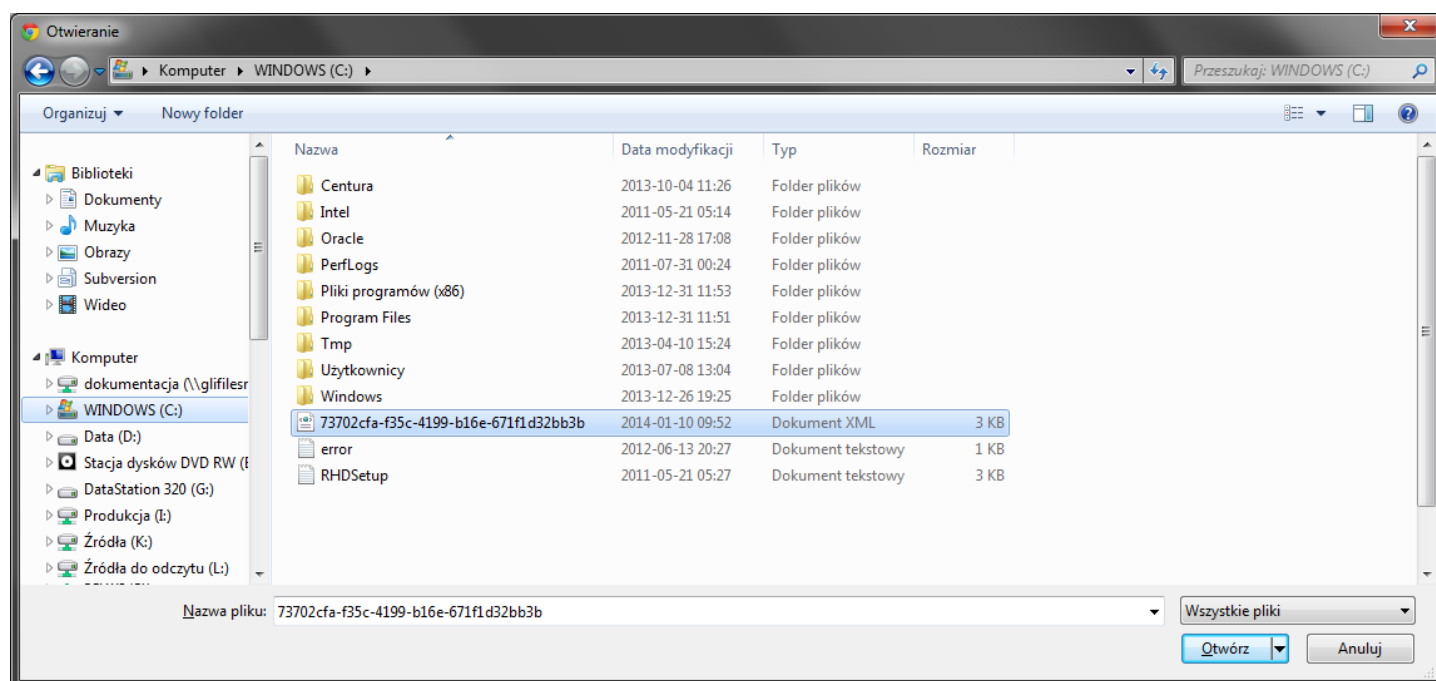 Otwieranie
Komputer WINDOWS (C:)
Przeszukaj: WINDOWS (C:)
Organizuj Nowy folder
Biblioteki
Dokumenty
Muzyka
Obrazy
Subversion
Wideo
Komputer
dokumentacja (\\glifilesr
WINDOWS (C:)
Data (D:)
Stacja dysków DVD RW (E
DataStation 320 (G:)
Produkcja (I:)
Źródła (K:)
Źródła do odczytu (L:)
Nazwa Data modyfikacji Typ Rozmiar
Centura 2013-10-04 11:26 Folder plików
Intel 2011-05-21 05:14 Folder plików
Oracle 2012-11-28 17:08 Folder plików
PerfLogs 2011-07-31 00:24 Folder plików
Pliki programów (x86) 2013-12-31 11:53 Folder plików
Program Files 2013-12-31 11:51 Folder plików
Tmp 2013-04-10 15:24 Folder plików
Użytkownicy 2013-07-08 13:04 Folder plików
Windows 2013-12-26 19:25 Folder plików
73702cfa-f35c-4199-b16e-671f1d32bb3b 2014-01-10 09:52 Dokument XML 3 KB
error 2012-06-13 20:27 Dokument tekstowy 1 KB
RHDSetup 2011-05-21 05:27 Dokument tekstowy 3 KB
Nazwa pliku: 73702cfa-f35c-4199-b16e-671f1d32bb3b
Wszystkie pliki
Otwórz Anuluj